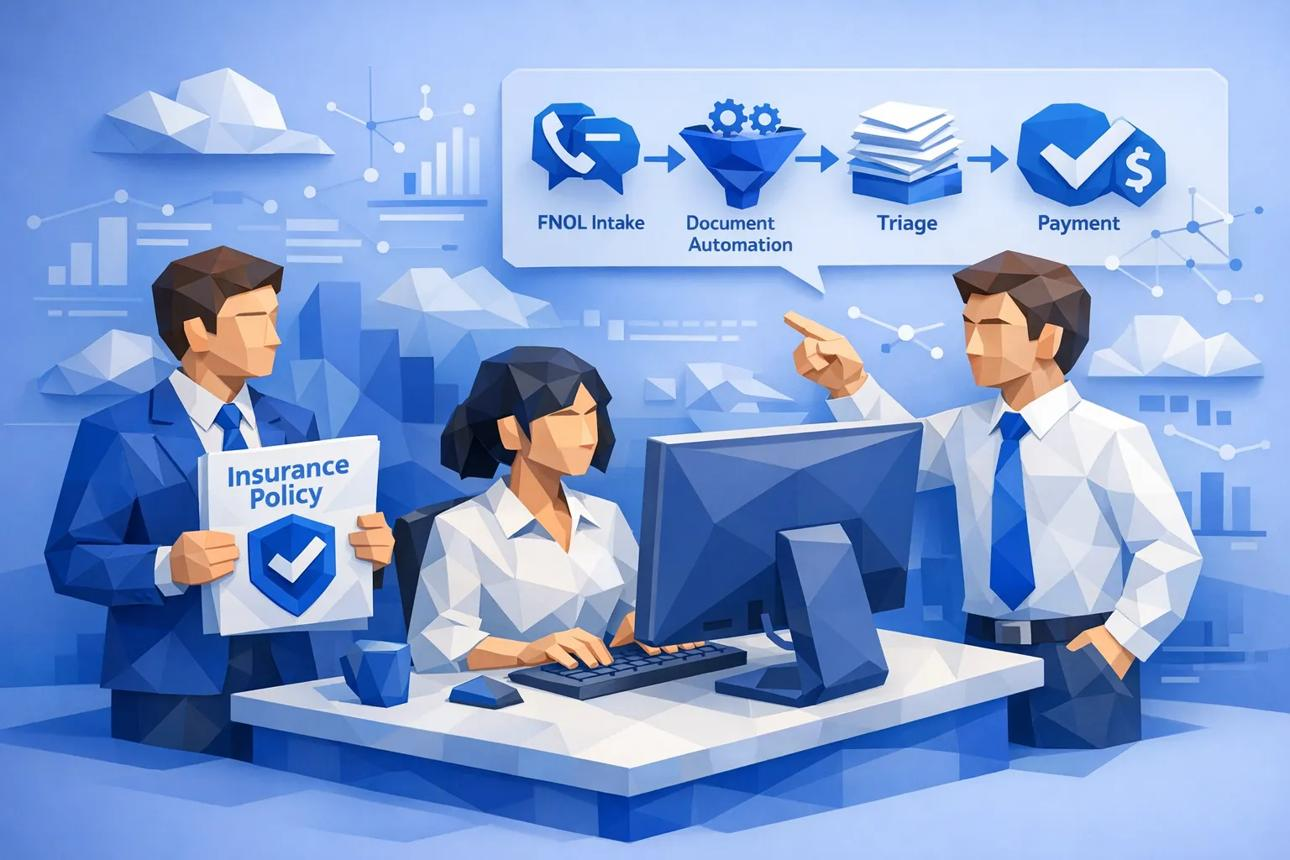 FNOL Intake
Document
Automation
Triage
Payment
$
Insurance
Policy